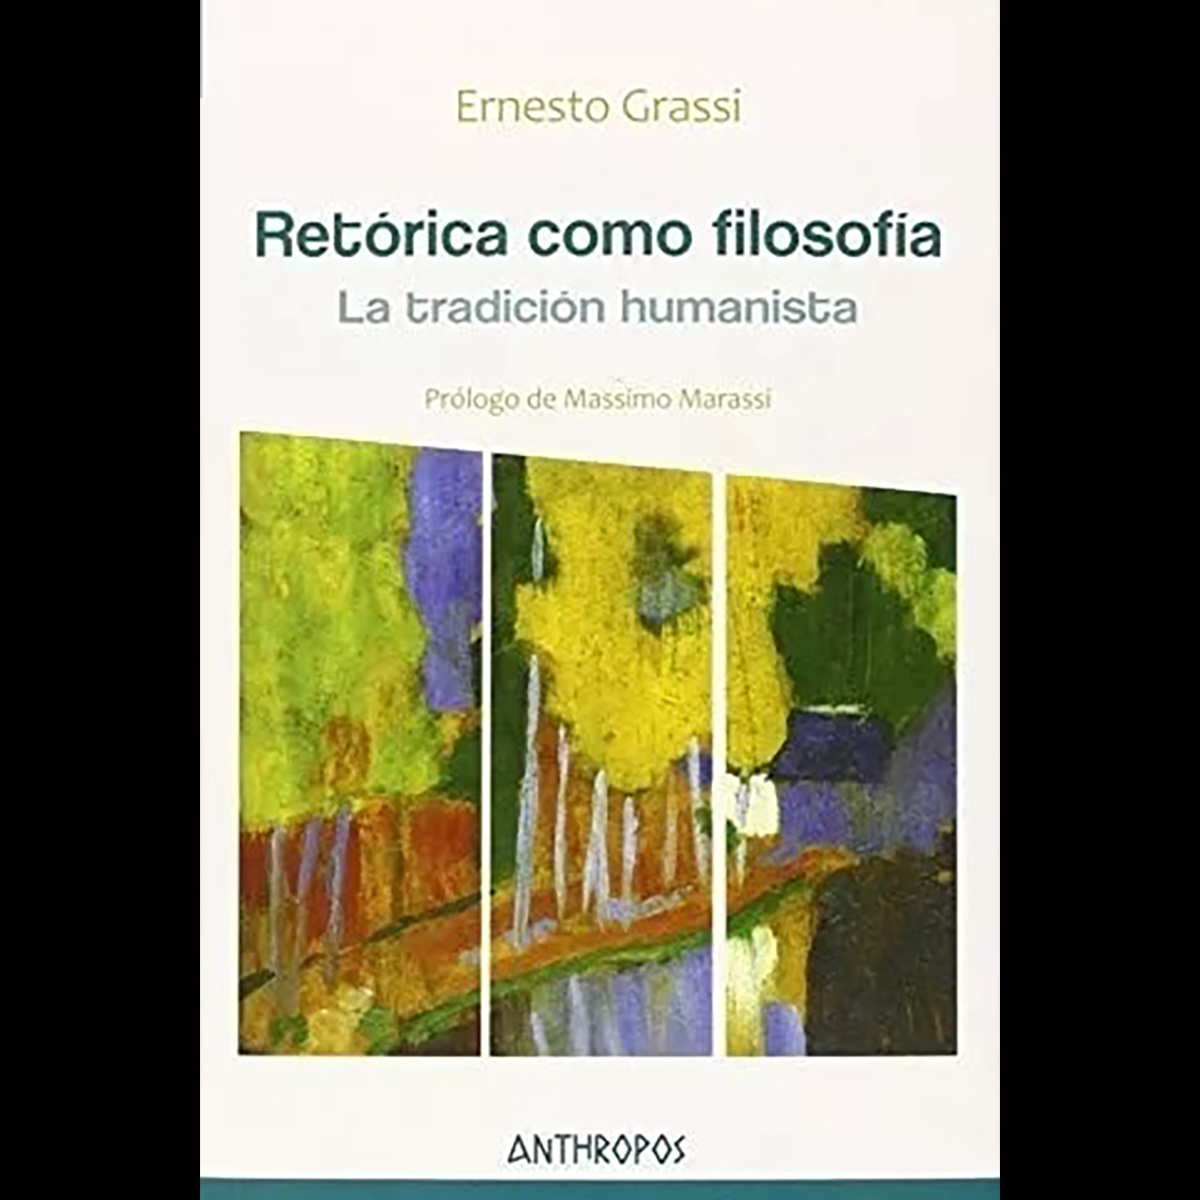 Ernesto Grassi
Retórica como filosofía
La tradición humanista
Prólogo de Massimo Marassi
ANTHROPOS